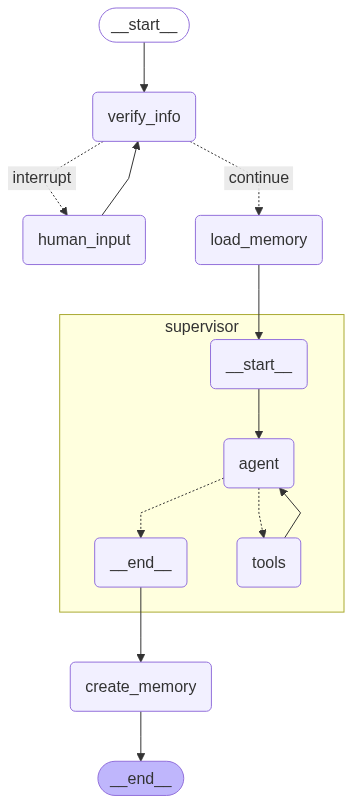 __start__
verify_info
interrupt
continue
human_input
load_memory
supervisor
__start__
agent
__end__
tools
create_memory
__end__